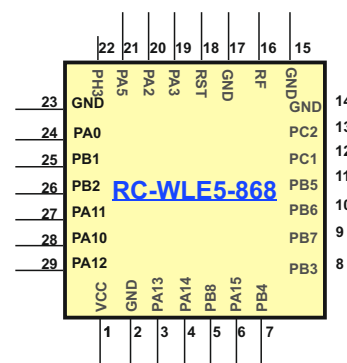 22 21 20 19 18 17 16 15
PH3 PA5 PA2 PA3 RST GND RF GND
23 GND GND 14
24 PA0 PC2 13
25 PB1 PC1 12
26 PB2 PB5 11
RC-WLE5-868
27 PA11 PB6 10
28 PA10 PB7 9
29 PA12 PB3 8
VCC GND PA13 PA14 PB8 PA15 PB4
1 2 3 4 5 6 7